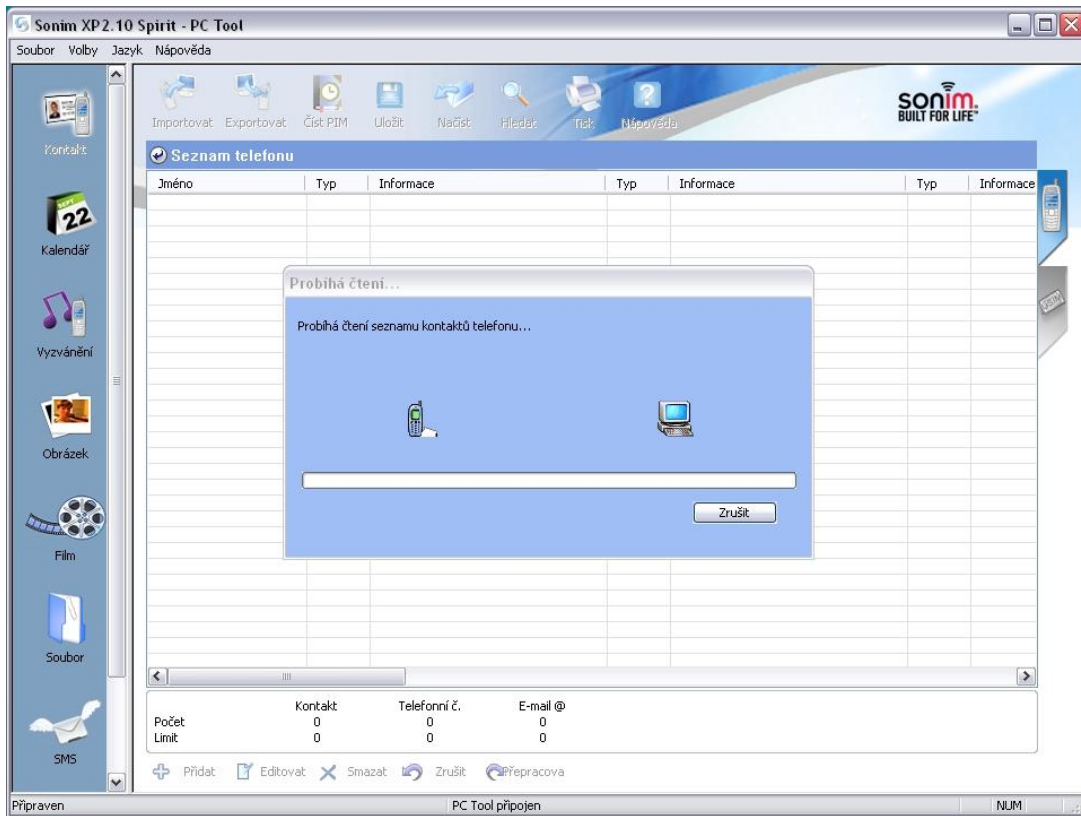 Sonim XP2.10 Spirit - PC Tool
Soubor Volby Jazyk Nápověda
Importovat Exportovat Číst PIM Uložit Načíst Hledat Tisk Nápověda
sonim.
BUILT FOR LIFE™
Kontakt
Seznam telefonu
Jméno Typ Informace Typ Informace Typ Informace
SEPT
22
Kalendář
Probíhá čtení...
Probíhá čtení seznamu kontaktů telefonu...
Vyzvánění
Obrázek
Zrušit
Film
Soubor
Kontakt Telefonní č. E-mail @
Počet 0 0 0
Limit 0 0 0
SMS
Přidat Editovat Smazat Zrušit Přepracova
Připraven PC Tool připojen NUM